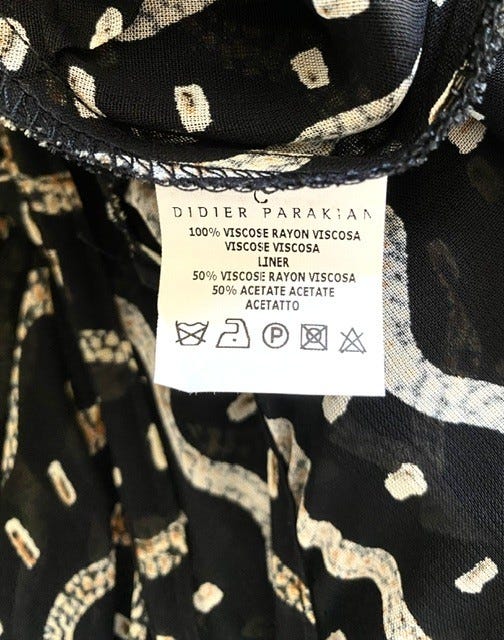 C
DIDIER PARAKIAN
100% VISCOSE RAYON VISCOSA
VISCOSE VISCOSA
LINER
50% VISCOSE RAYON VISCOSA
50% ACETATE ACETATE
ACETATTO
P